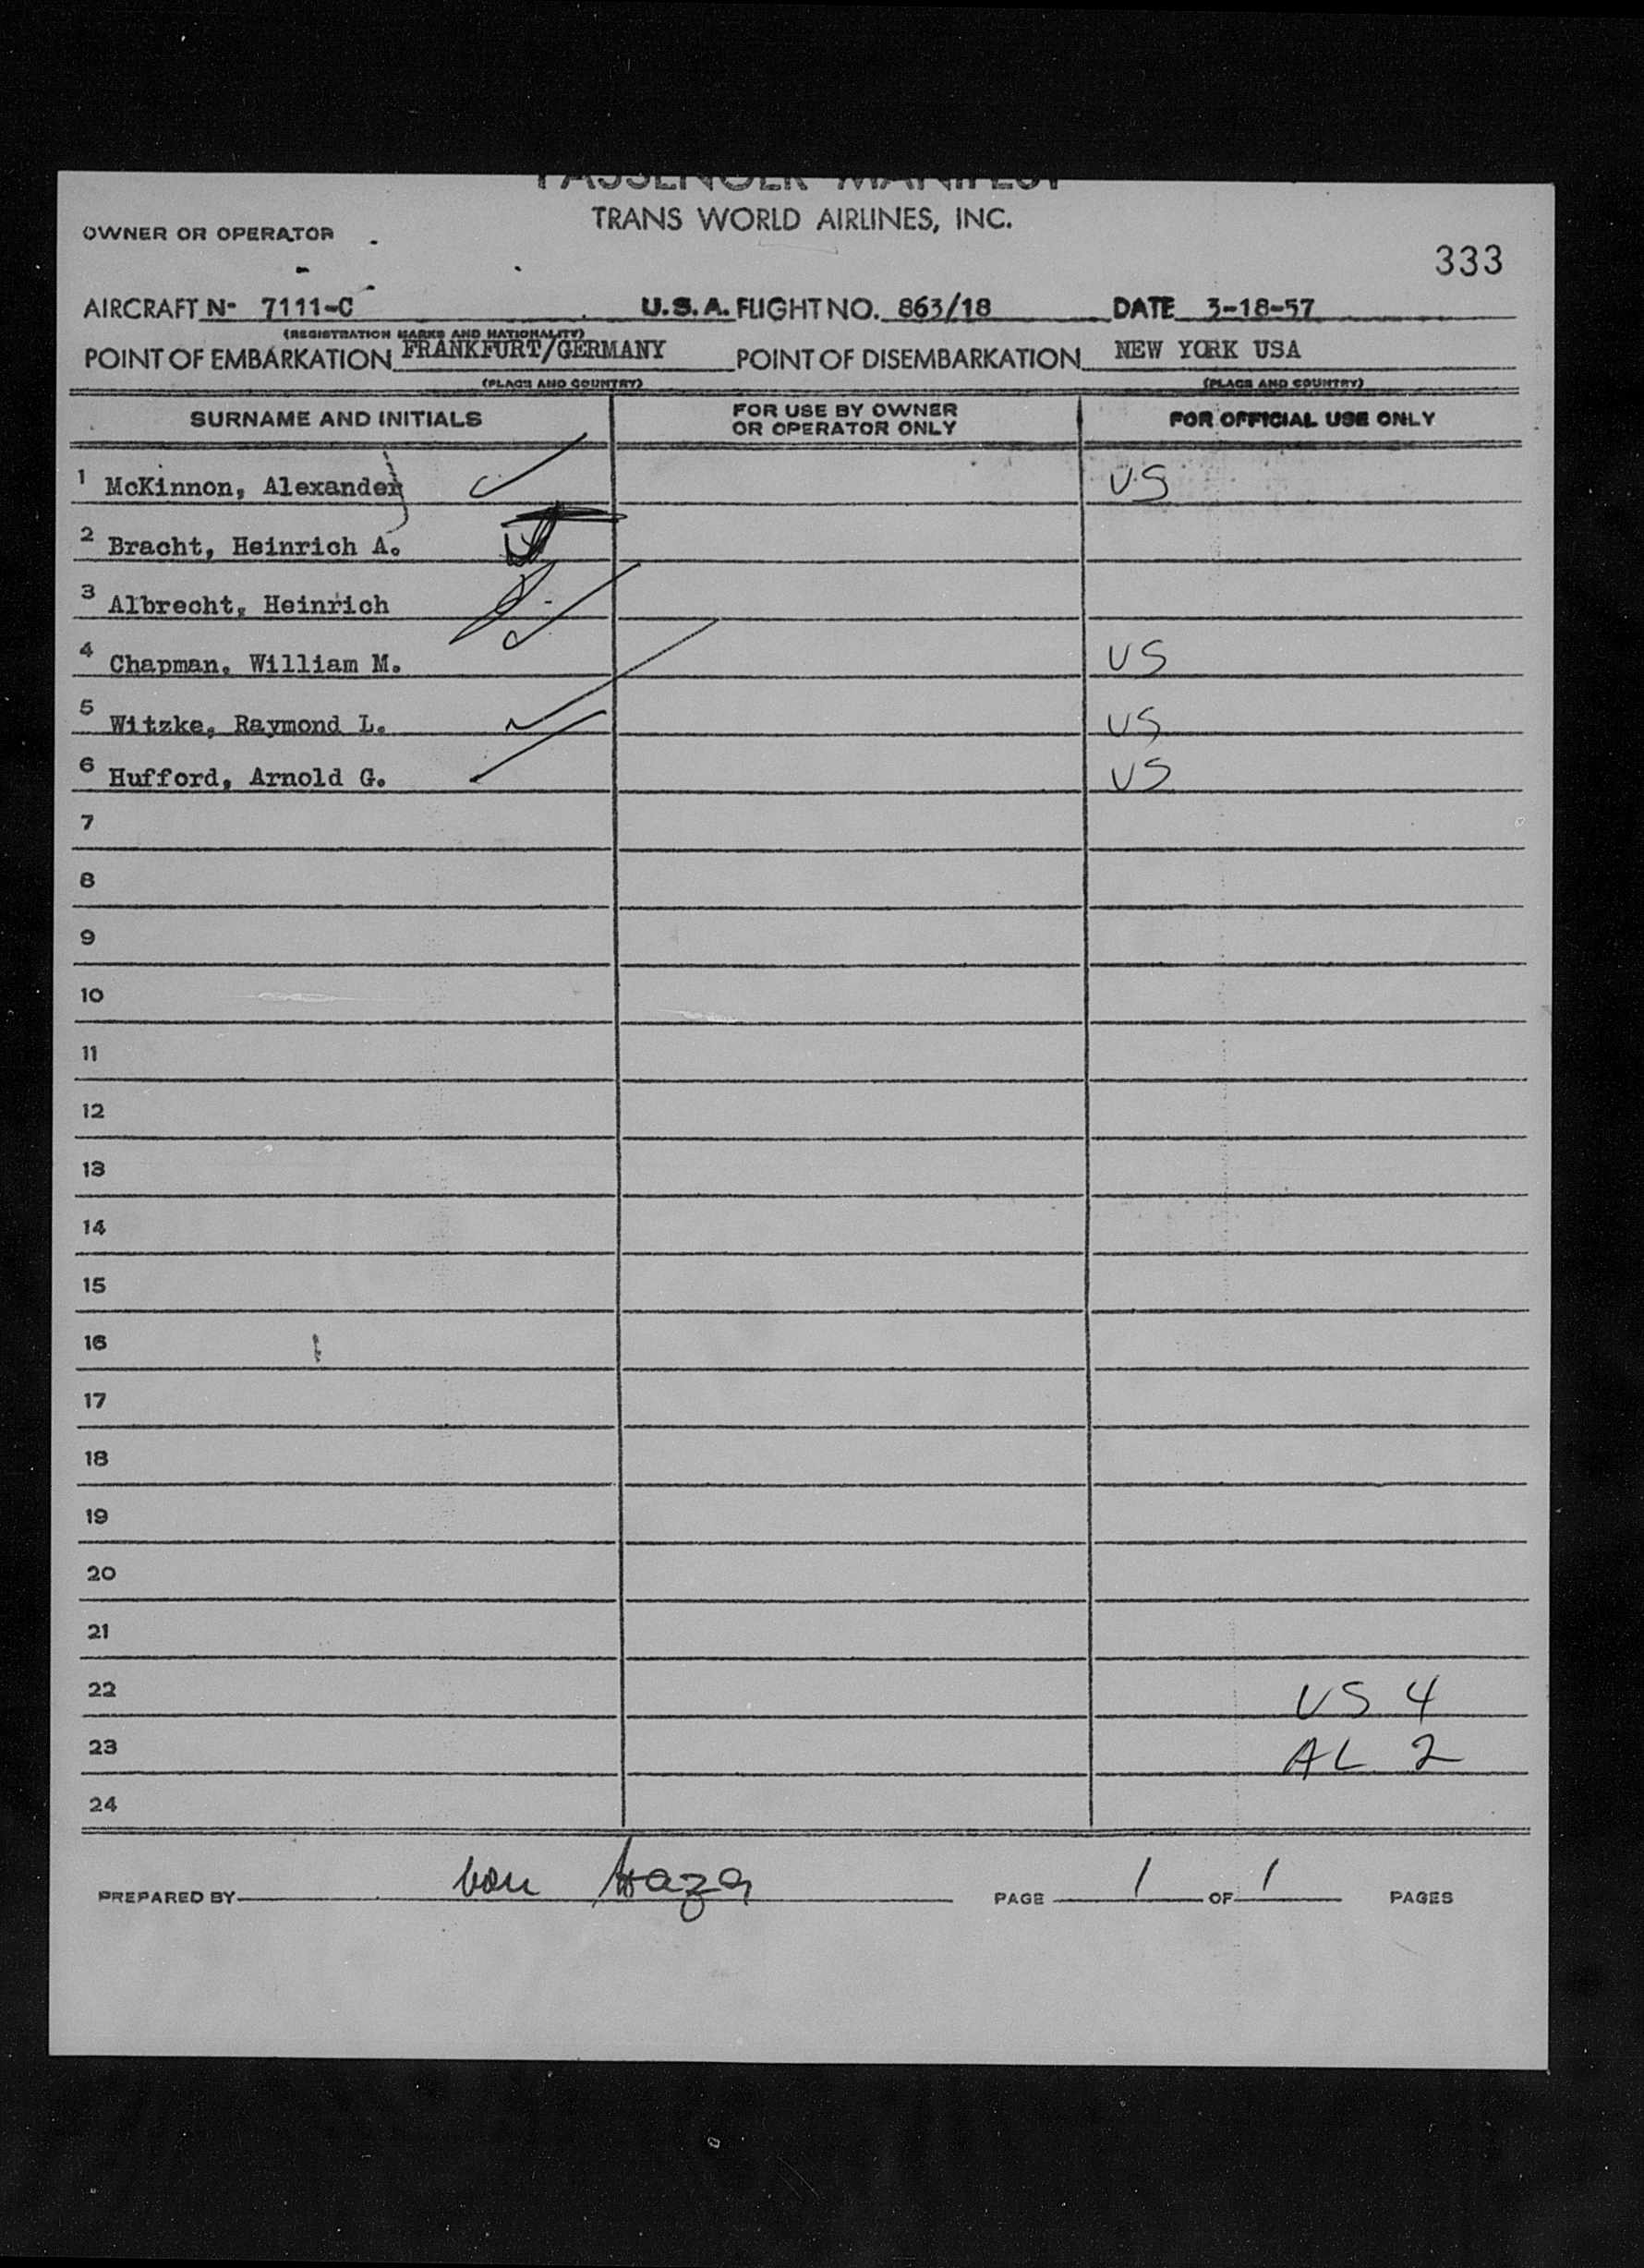 PASSENGER MANIFEST
TRANS WORLD AIRLINES, INC.
OWNER OR OPERATOR
333
AIRCRAFT N- 7111-C U.S.A. FLIGHT NO. 863/18 DATE 3-18-57
(REGISTRATION MARKS AND NATIONALITY)
POINT OF EMBARKATION FRANKFURT/GERMANY POINT OF DISEMBARKATION NEW YORK USA
(PLACE AND COUNTRY) (PLACE AND COUNTRY)
SURNAME AND INITIALS FOR USE BY OWNER OR OPERATOR ONLY FOR OFFICIAL USE ONLY
1 McKinnon, Alexander US
2 Bracht, Heinrich A.
3 Albrecht, Heinrich
4 Chapman, William M. US
5 Witzke, Raymond L. US
6 Hufford, Arnold G. US
7
8
9
10
11
12
13
14
15
16
17
18
19
20
21
22 US 4
23 AL 2
24
PREPARED BY von PAGE 1 OF 1 PAGES